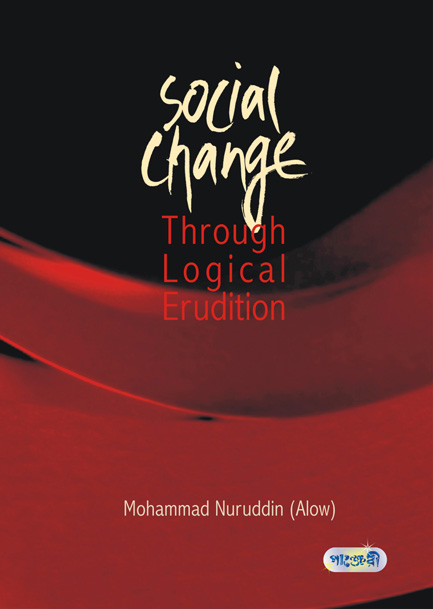 Social
Change
Through
Logical
Erudition
Mohammad Nuruddin (Alow)
পাঞ্জেরী